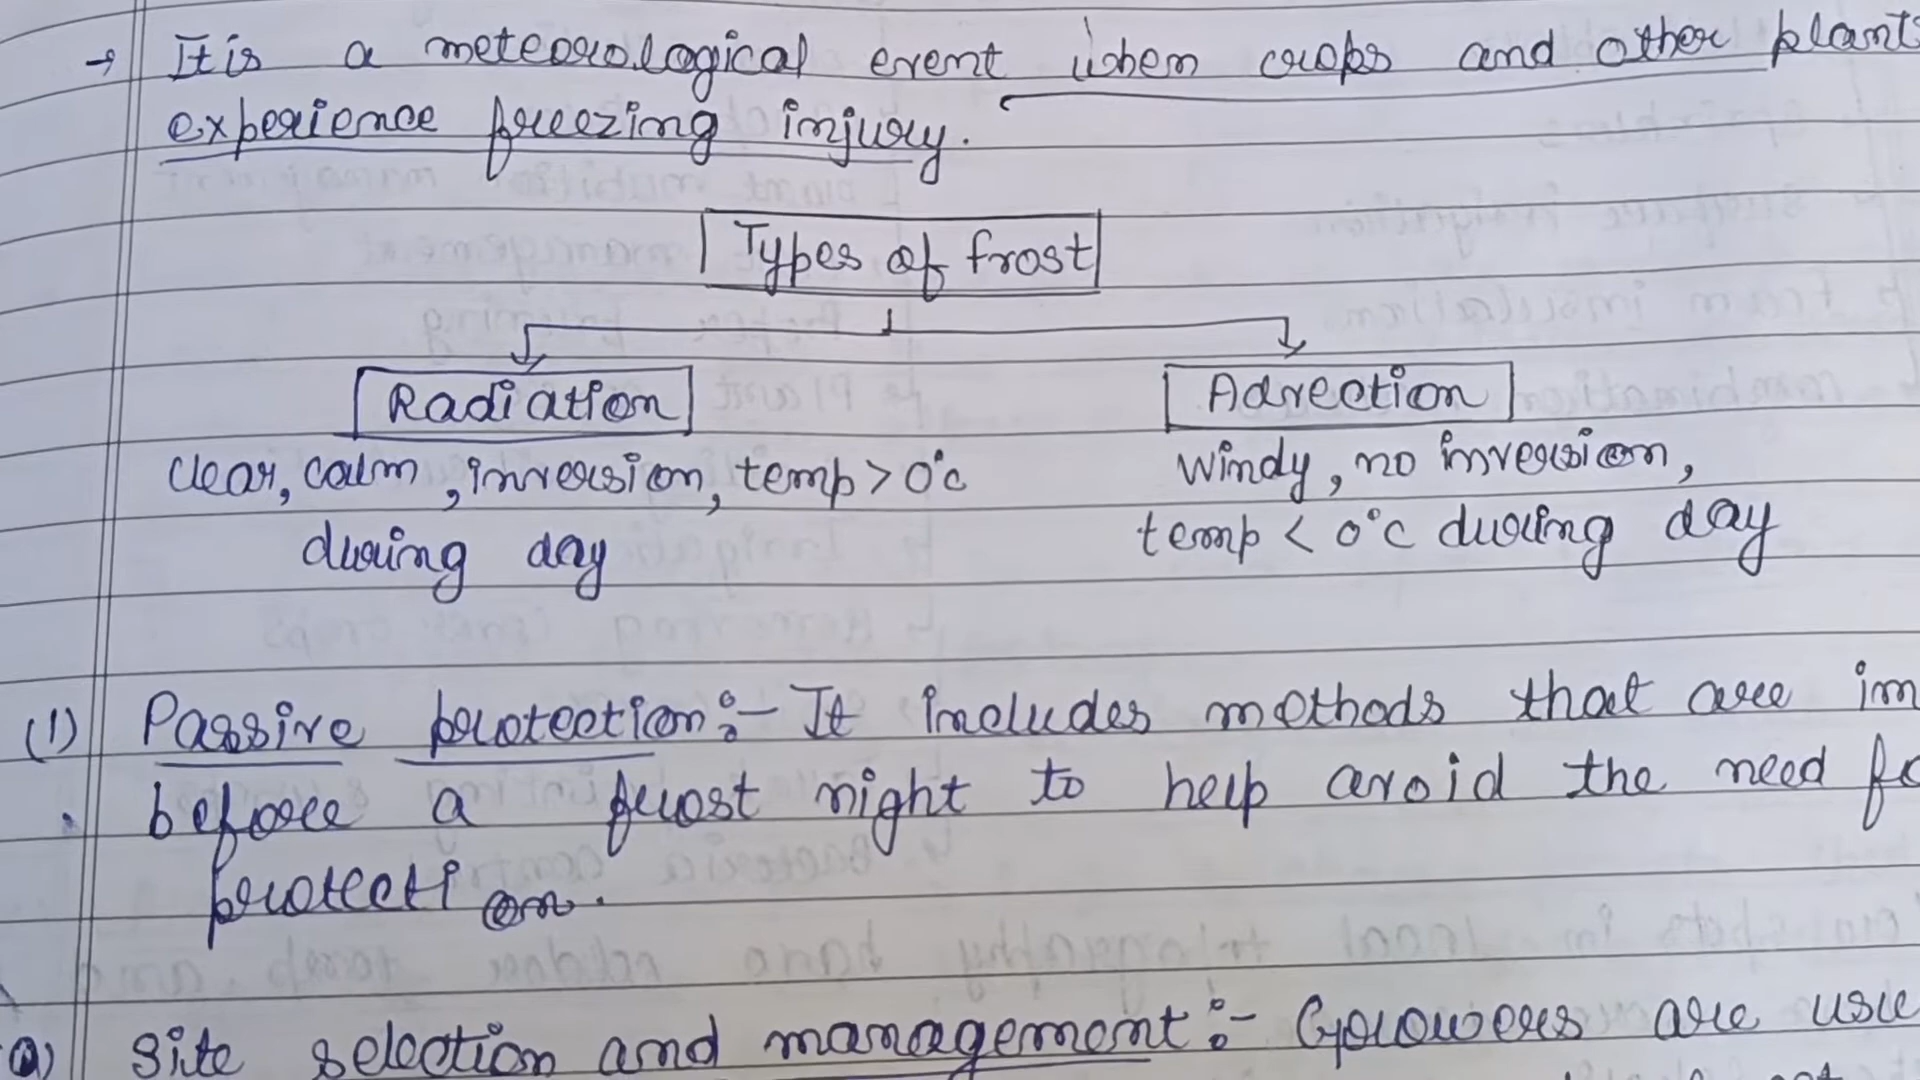 → It is a meteorological event when crops and other plants
experience freezing injury.
Types of frost
Radiation
clear, calm, inversion, temp > 0°c
during day
Advection
windy, no inversion,
temp < 0°c during day
(1) Passive protection :- It includes methods that are im
before a frost night to help avoid the need fo
protection.
a) Site selection and management :- Growers are use